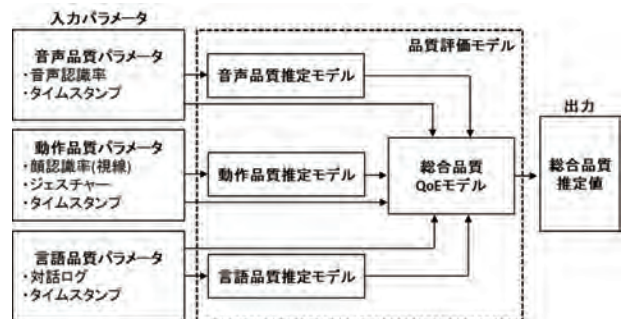 入力パラメータ
音声品質パラメータ
・音声認識率
・タイムスタンプ
動作品質パラメータ
・顔認識率(視線)
・ジェスチャー
・タイムスタンプ
言語品質パラメータ
・対話ログ
・タイムスタンプ
品質評価モデル
音声品質推定モデル
動作品質推定モデル
言語品質推定モデル
総合品質
QoEモデル
出力
総合品質
推定値